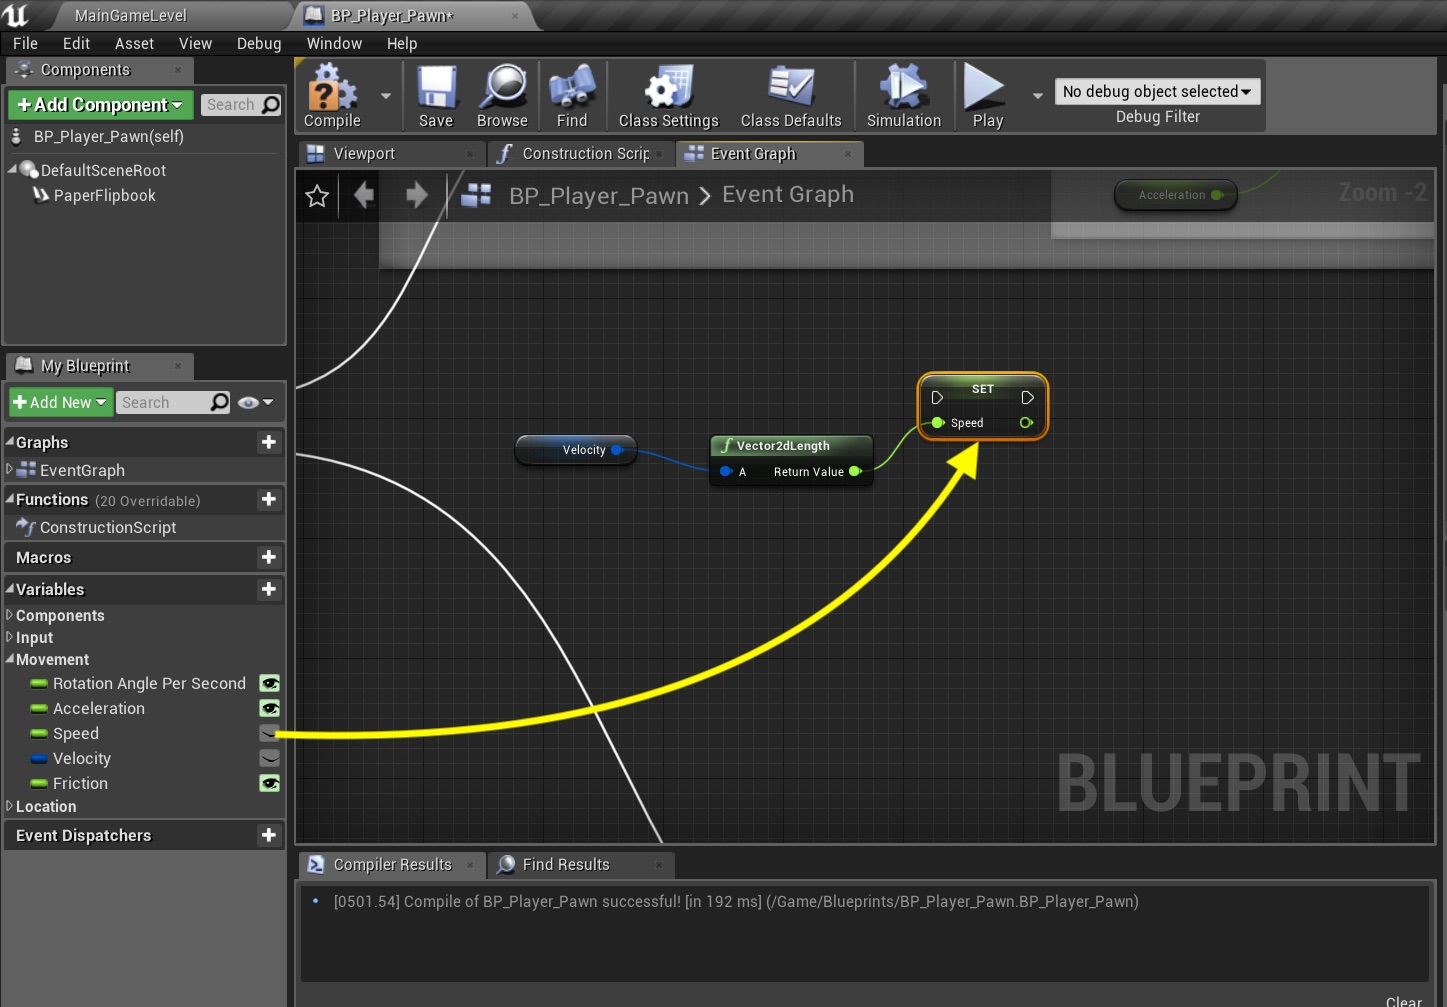 MainGameLevel
BP_Player_Pawn*
File Edit Asset View Debug Window Help
Components
+Add Component
Search
BP_Player_Pawn(self)
DefaultSceneRoot
PaperFlipbook
My Blueprint
+Add New
Search
Graphs
EventGraph
Functions (20 Overridable)
ConstructionScript
Macros
Variables
Components
Input
Movement
Rotation Angle Per Second
Acceleration
Speed
Velocity
Friction
Location
Event Dispatchers
Compile
Save
Browse
Find
Class Settings
Class Defaults
Simulation
Play
No debug object selected
Debug Filter
Viewport
Construction Scrip
Event Graph
BP_Player_Pawn > Event Graph
Acceleration
Zoom -2
SET
Speed
Velocity
f Vector2dLength
A Return Value
BLUEPRINT
Compiler Results
Find Results
[0501.54] Compile of BP_Player_Pawn successful! [in 192 ms] (/Game/Blueprints/BP_Player_Pawn.BP_Player_Pawn)
Clear